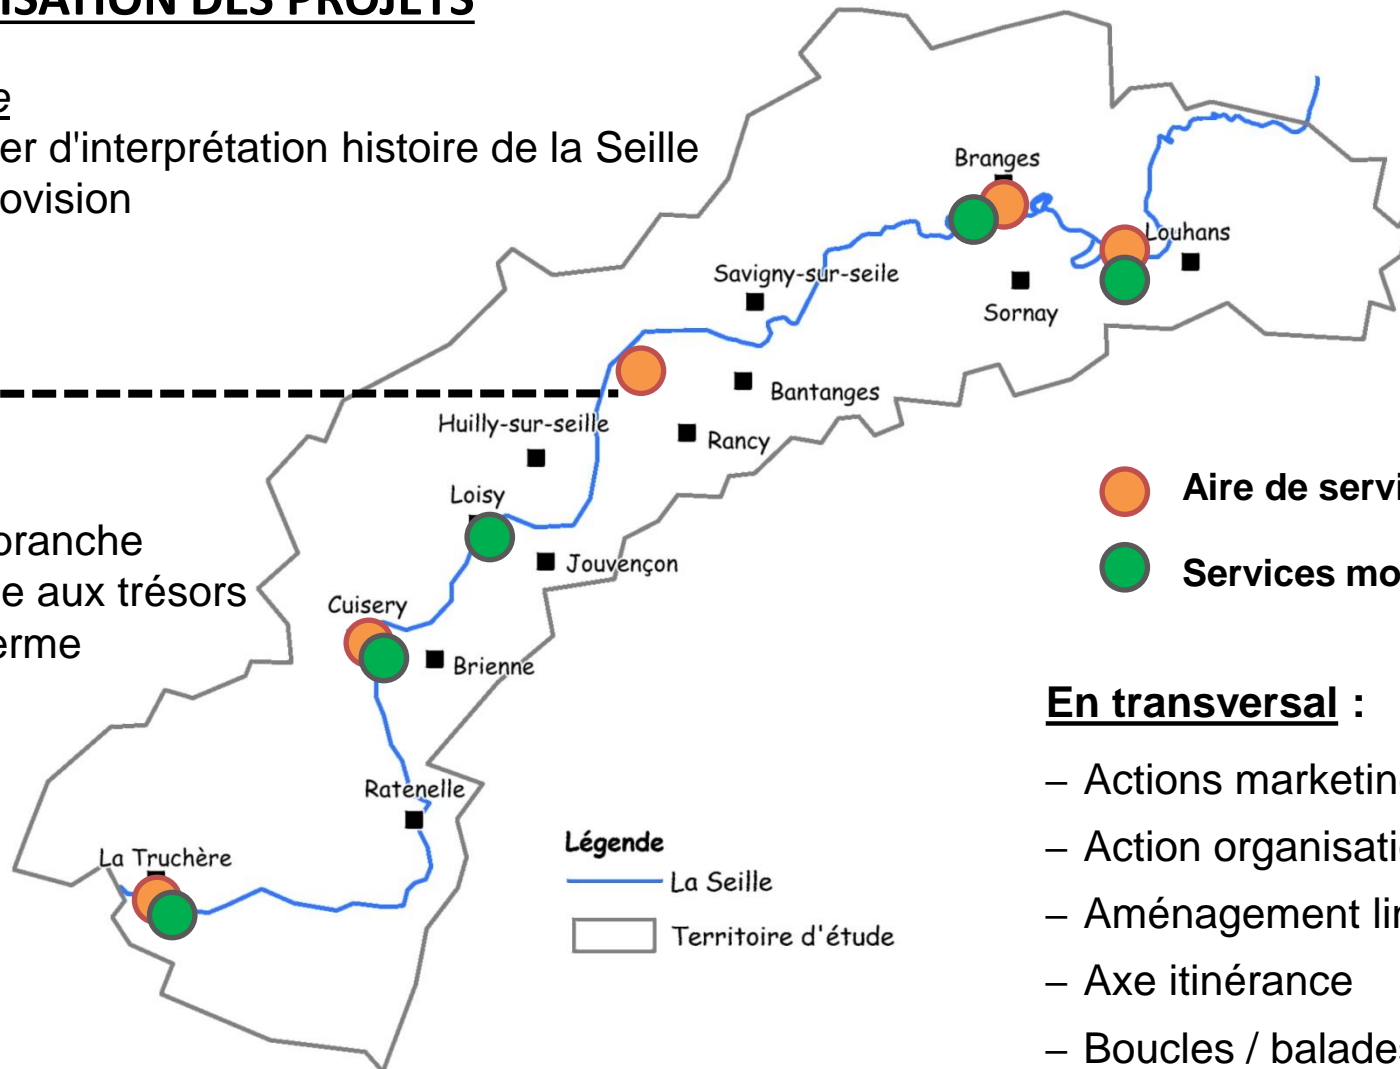 ISATION DES PROJETS
e
er d'interprétation histoire de la Seille
ovision
Branges
Louhans
Savigny-sur-seile
Sornay
Bantanges
Huilly-sur-seille
Rancy
Loisy
Aire de servi
oranche
Jouvençon
Services mo
e aux trésors
Cuisery
erme
Brienne
En transversal :
– Actions marketin
Ratenelle
– Action organisati
Légende
La Truchère
La Seille
– Aménagement lin
Territoire d'étude
– Axe itinérance
– Boucles / balade